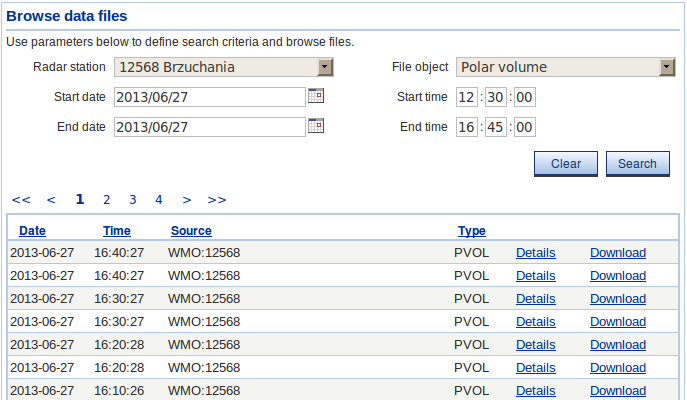 Browse data files
Use parameters below to define search criteria and browse files.
Radar station 12568 Brzuchania File object Polar volume
Start date 2013/06/27 Start time 12 : 30 : 00
End date 2013/06/27 End time 16 : 45 : 00
Clear Search
<< < 1 2 3 4 > >>
Date Time Source Type
2013-06-27 16:40:27 WMO:12568 PVOL Details Download
2013-06-27 16:40:27 WMO:12568 PVOL Details Download
2013-06-27 16:30:27 WMO:12568 PVOL Details Download
2013-06-27 16:30:27 WMO:12568 PVOL Details Download
2013-06-27 16:20:28 WMO:12568 PVOL Details Download
2013-06-27 16:20:28 WMO:12568 PVOL Details Download
2013-06-27 16:10:26 WMO:12568 PVOL Details Download